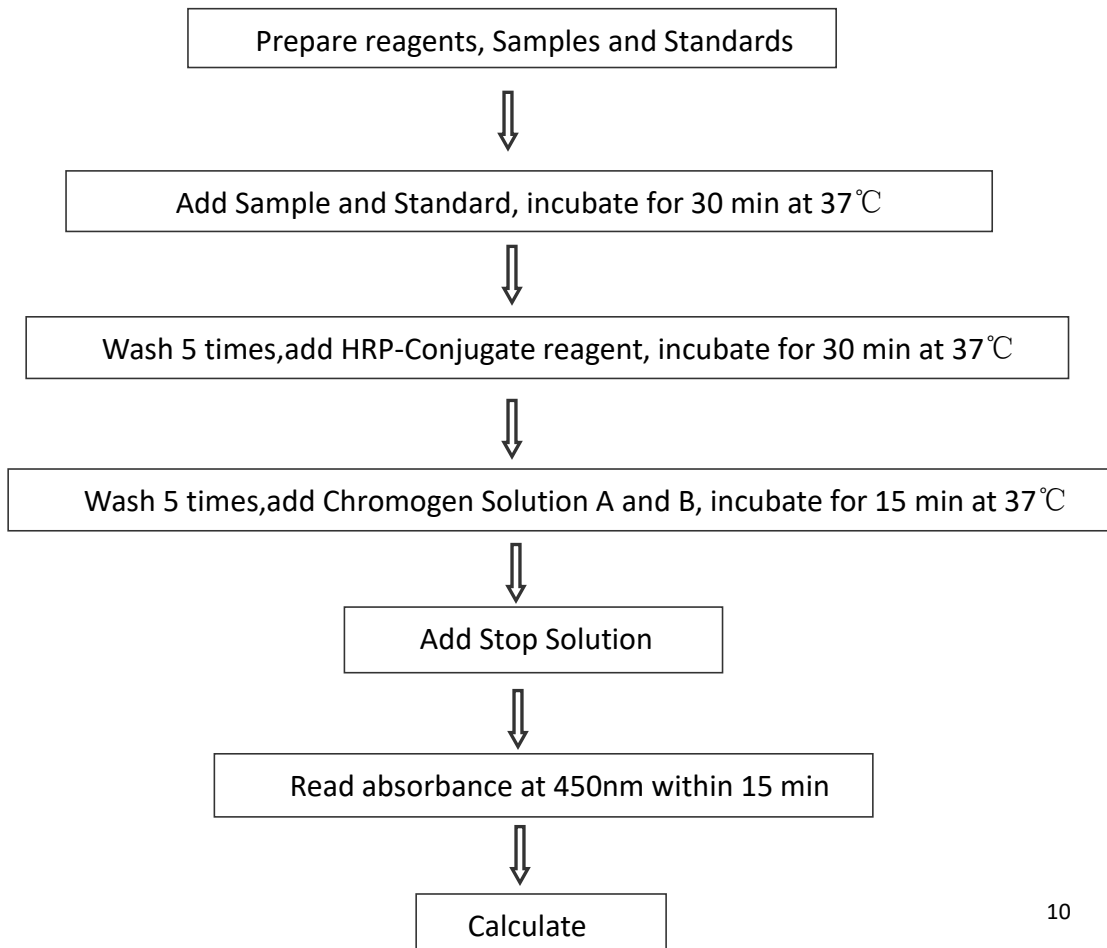 Prepare reagents, Samples and Standards
Add Sample and Standard, incubate for 30 min at 37℃
Wash 5 times,add HRP-Conjugate reagent, incubate for 30 min at 37℃
Wash 5 times,add Chromogen Solution A and B, incubate for 15 min at 37℃
Add Stop Solution
Read absorbance at 450nm within 15 min
Calculate
10